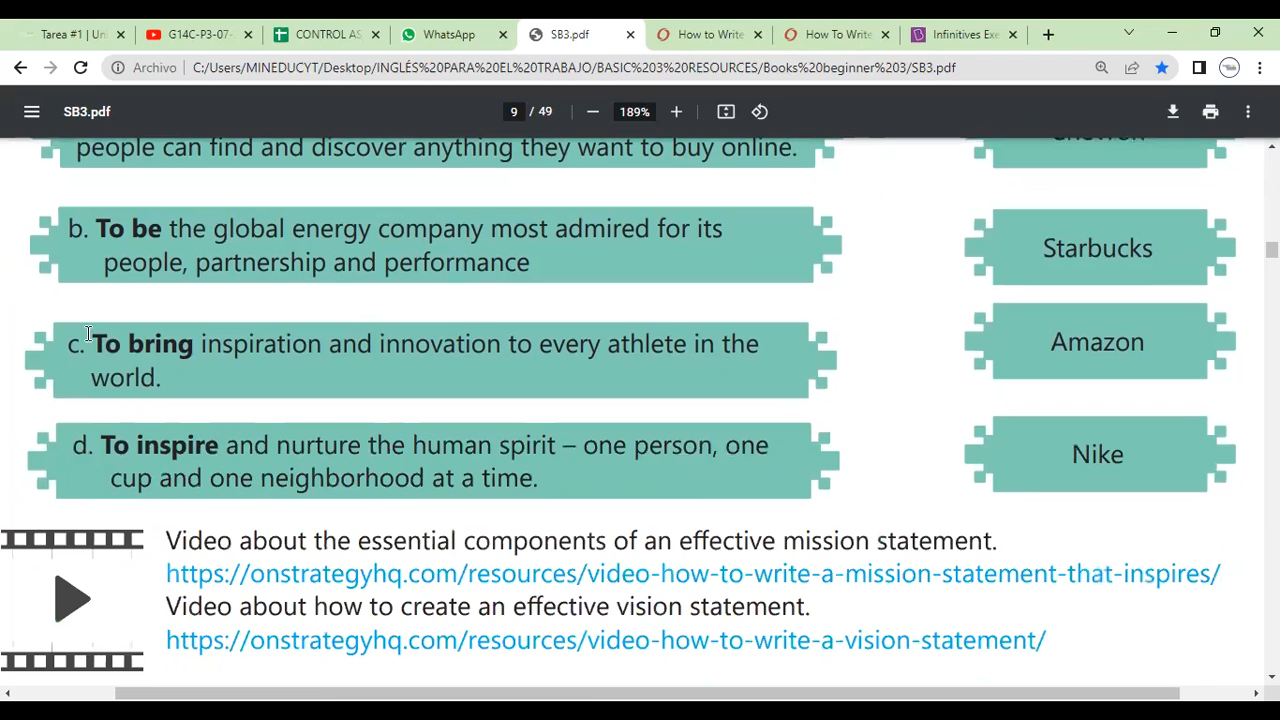 Tarea #1 | Uni
G14C-P3-07-
CONTROL AS
WhatsApp
SB3.pdf
How to Write
How To Write
Infinitives Exe
Archivo
C:/Users/MINEDUCYT/Desktop/INGLÉS%20PARA%20EL%20TRABAJO/BASIC%203%20RESOURCES/Books%20beginner%203/SB3.pdf
SB3.pdf
9 / 49
189%
people can find and discover anything they want to buy online.
b. To be the global energy company most admired for its
people, partnership and performance
Starbucks
c. To bring inspiration and innovation to every athlete in the
world.
Amazon
d. To inspire and nurture the human spirit – one person, one
cup and one neighborhood at a time.
Nike
Video about the essential components of an effective mission statement.
https://onstrategyhq.com/resources/video-how-to-write-a-mission-statement-that-inspires/
Video about how to create an effective vision statement.
https://onstrategyhq.com/resources/video-how-to-write-a-vision-statement/